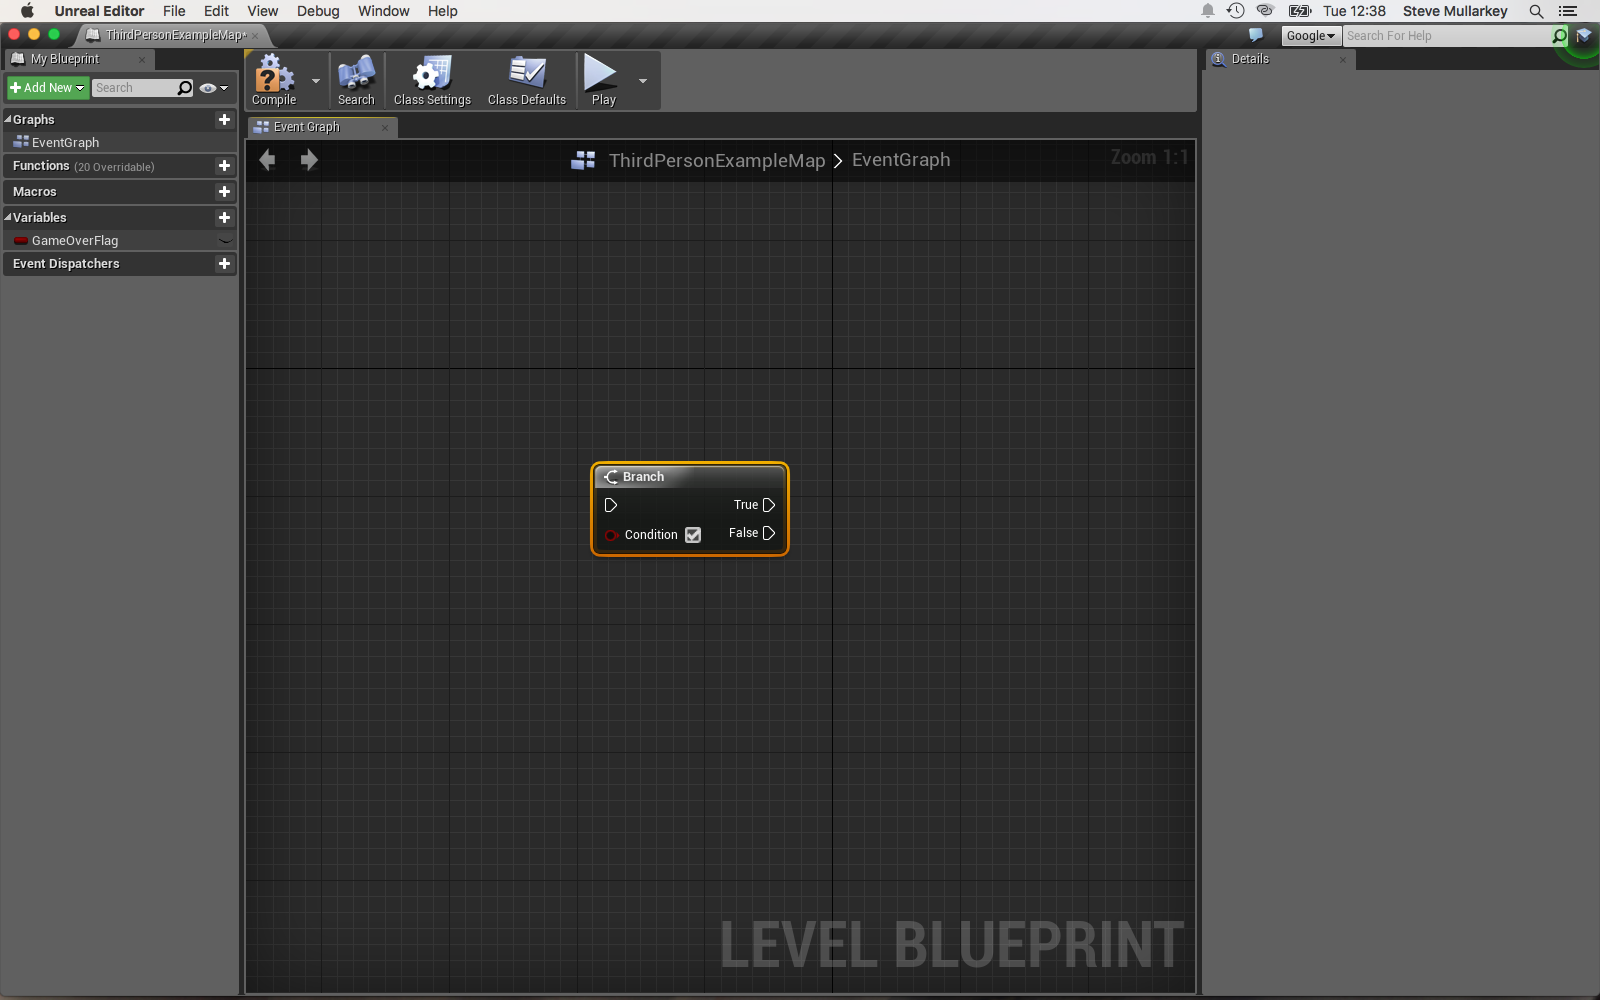 Unreal Editor File Edit View Debug Window Help Tue 12:38 Steve Mullarkey
ThirdPersonExampleMap* Google Search For Help
My Blueprint Details
Add New Search
Compile Search Class Settings Class Defaults Play
Graphs
Event Graph
EventGraph
ThirdPersonExampleMap > EventGraph Zoom 1:1
Functions (20 Overridable)
Macros
Variables
GameOverFlag
Event Dispatchers
Branch
True
Condition False
LEVEL BLUEPRINT